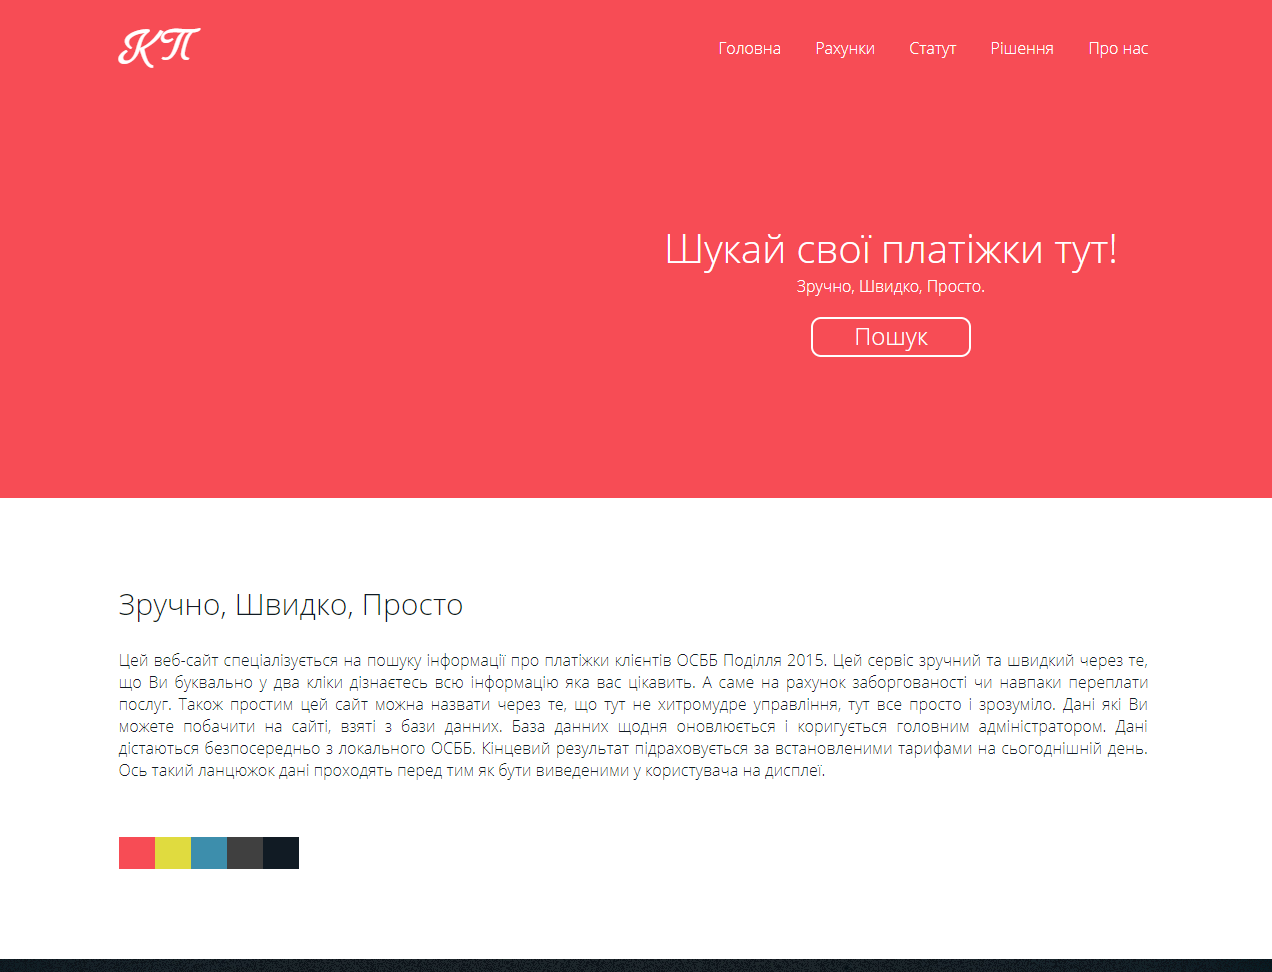 КП
Головна Рахунки Статут Рішення Про нас
Шукай свої платіжки тут!
Зручно, Швидко, Просто.
Пошук
Зручно, Швидко, Просто
Цей веб-сайт спеціалізується на пошуку інформації про платіжки клієнтів ОСББ Поділля 2015. Цей сервіс зручний та швидкий через те,
що Ви буквально у два кліки дізнаєтесь всю інформацію яка вас цікавить. А саме на рахунок заборгованості чи навпаки переплати
послуг. Також простим цей сайт можна назвати через те, що тут не хитромудре управління, тут все просто і зрозуміло. Дані які Ви
можете побачити на сайті, взяті з бази данних. База данних щодня оновлюється і коригується головним адміністратором. Дані
дістаються безпосередньо з локального ОСББ. Кінцевий результат підраховується за встановленими тарифами на сьогоднішній день.
Ось такий ланцюжок дані проходять перед тим як бути виведеними у користувача на дисплеї.